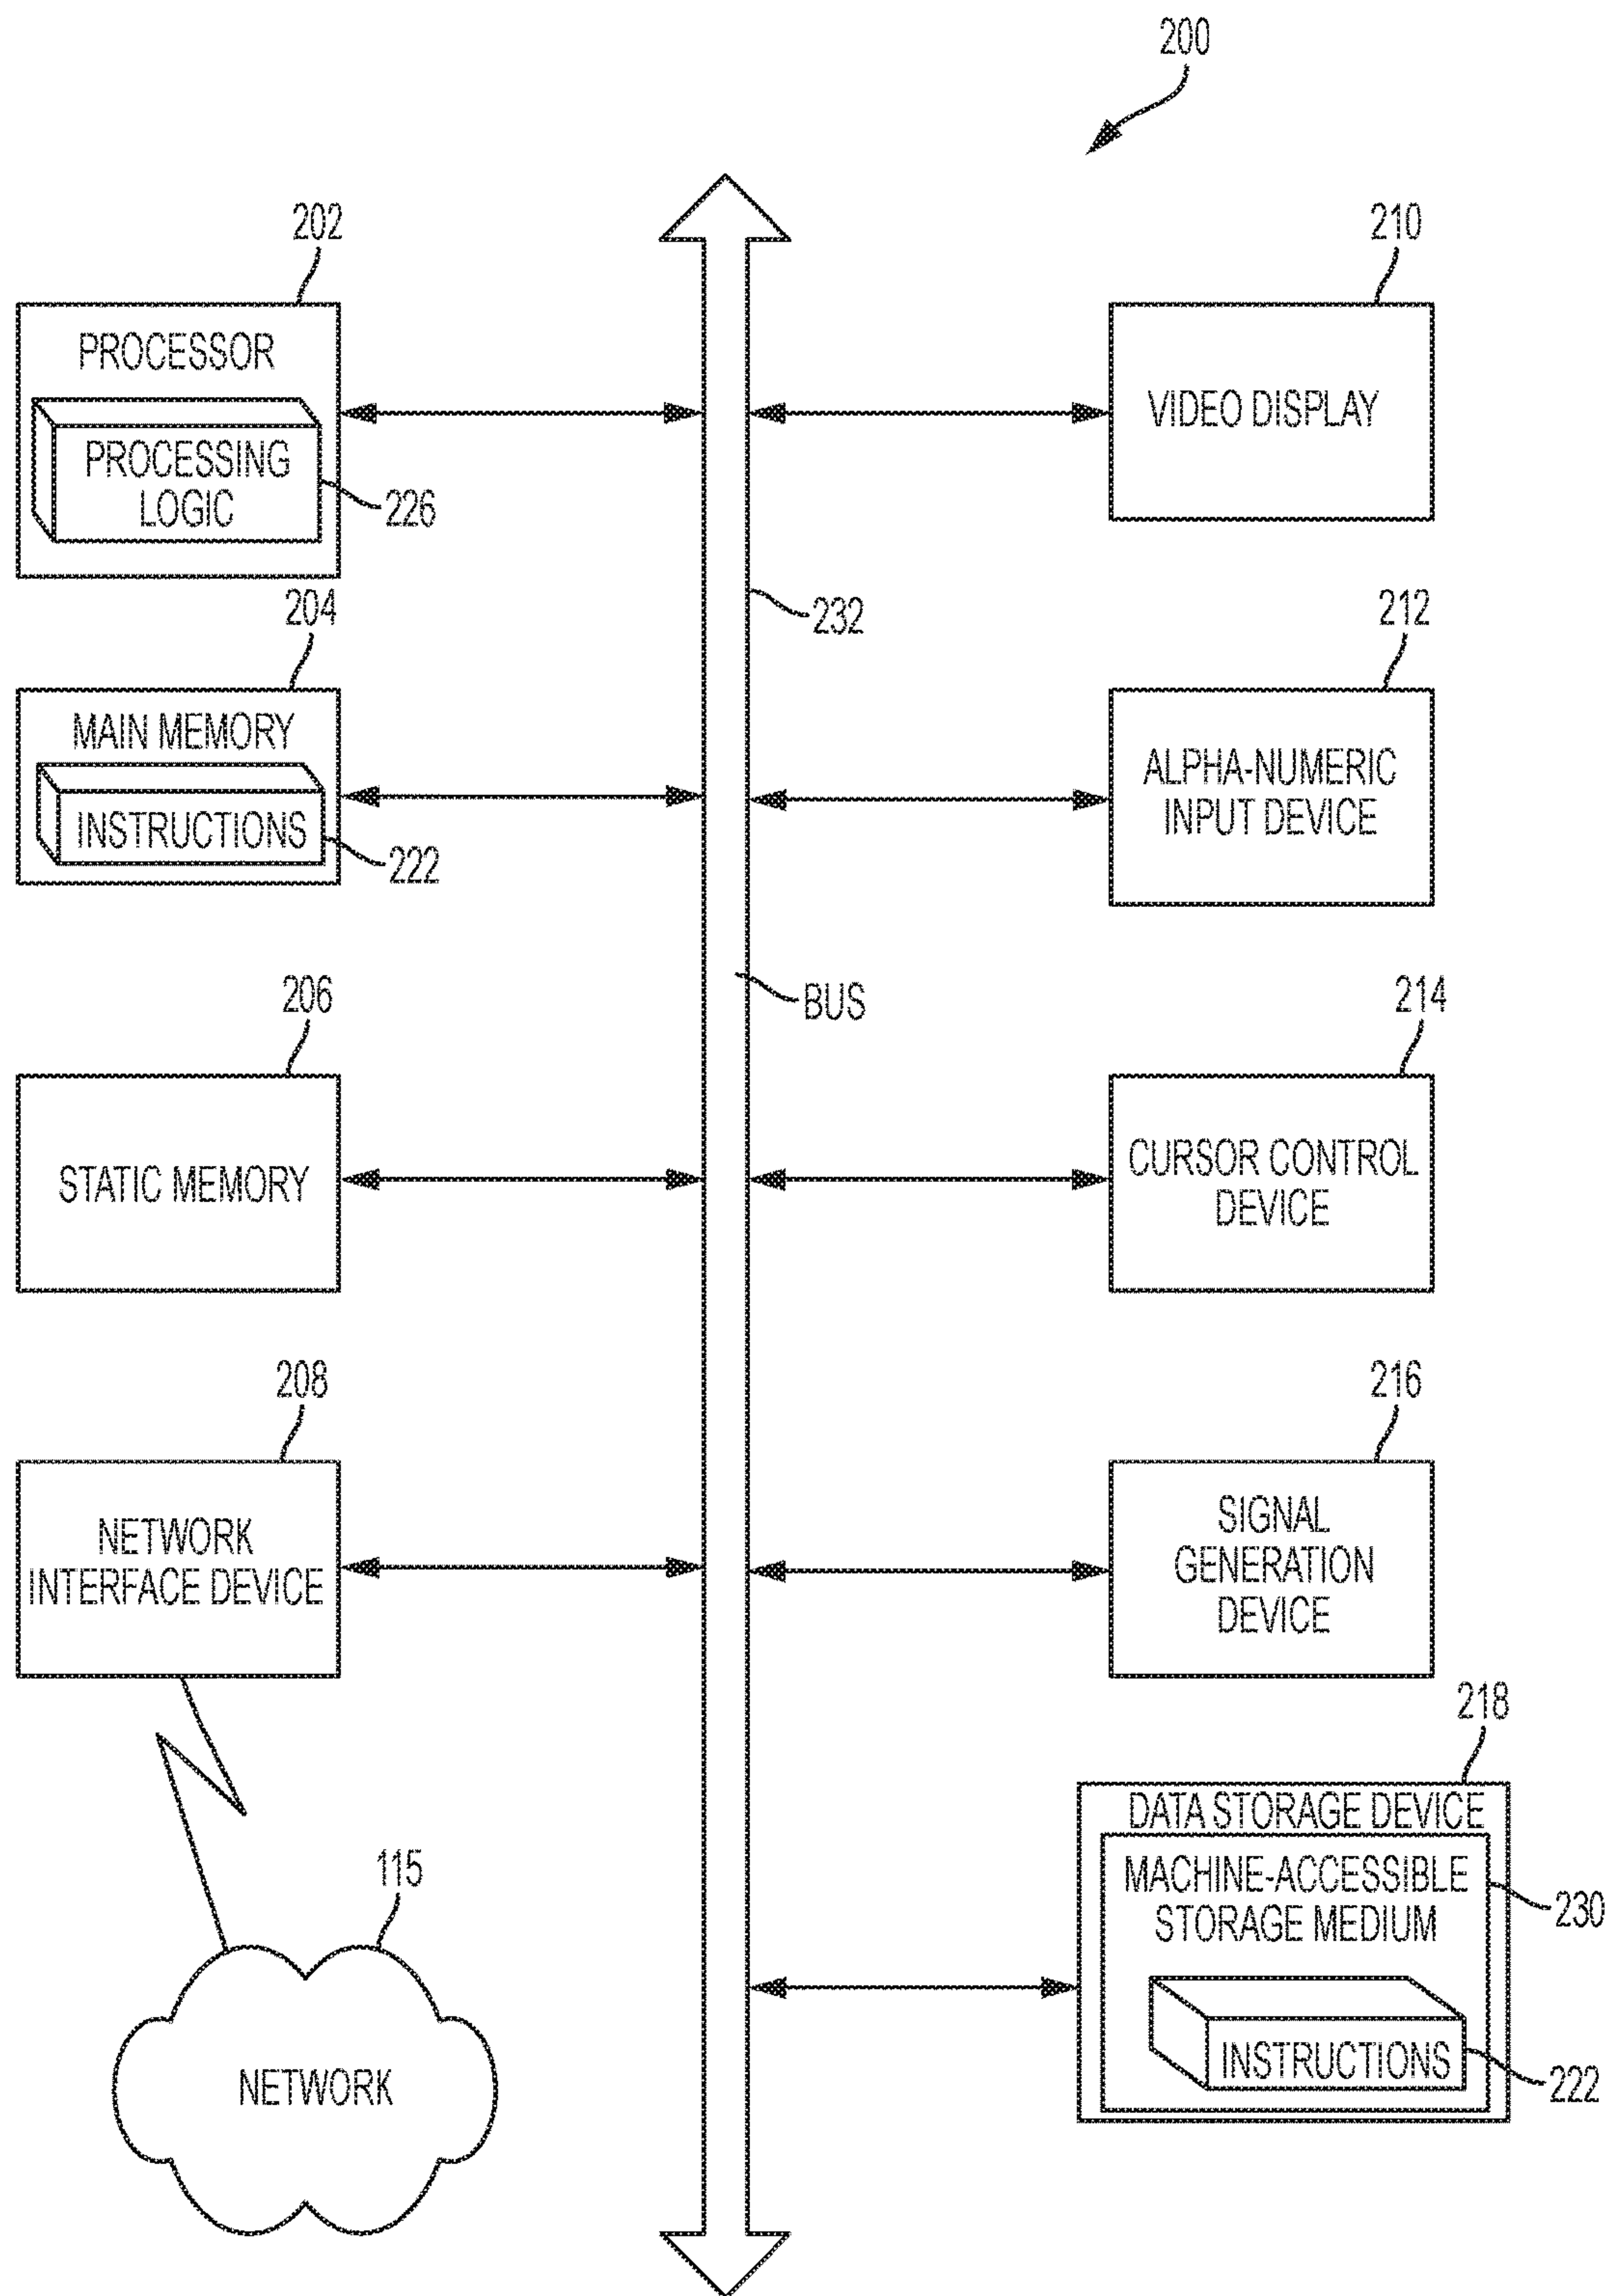 200
202
PROCESSOR
PROCESSING
LOGIC
226
204
MAIN MEMORY
INSTRUCTIONS
222
206
STATIC MEMORY
208
NETWORK
INTERFACE DEVICE
115
NETWORK
232
BUS
210
VIDEO DISPLAY
212
ALPHA-NUMERIC
INPUT DEVICE
214
CURSOR CONTROL
DEVICE
216
SIGNAL
GENERATION
DEVICE
218
DATA STORAGE DEVICE
MACHINE-ACCESSIBLE
STORAGE MEDIUM
230
INSTRUCTIONS
222